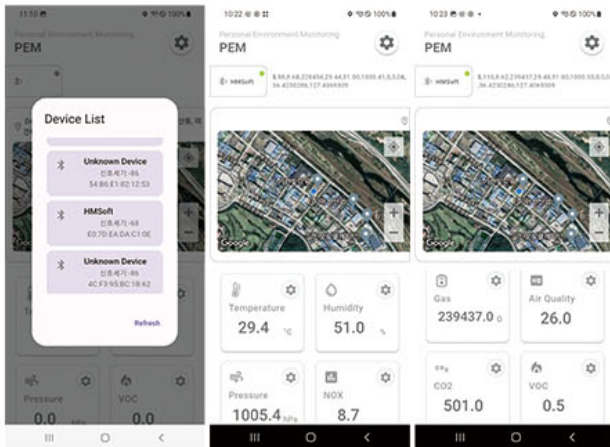 11:55
100%
Personal Environment Monitoring
PEM
Device List
Unknown Device
신호세기:-86
54:B6:E1:82:12:53
HMSoft
신호세기:-68
E0:7D:EA:DA:C1:0E
Unknown Device
신호세기:-86
4C:F3:95:BC:1B:62
Refresh
Pressure
0.0
VOC
0.0
10:22
100%
Personal Environment Monitoring
PEM
HMSoft
Google
Temperature
29.4 °C
Humidity
51.0 %
Pressure
1005.4 hPa
NOX
8.7
10:23
100%
Personal Environment Monitoring
PEM
HMSoft
Google
Gas
239437.0 Ω
Air Quality
26.0
CO2
501.0
VOC
0.5